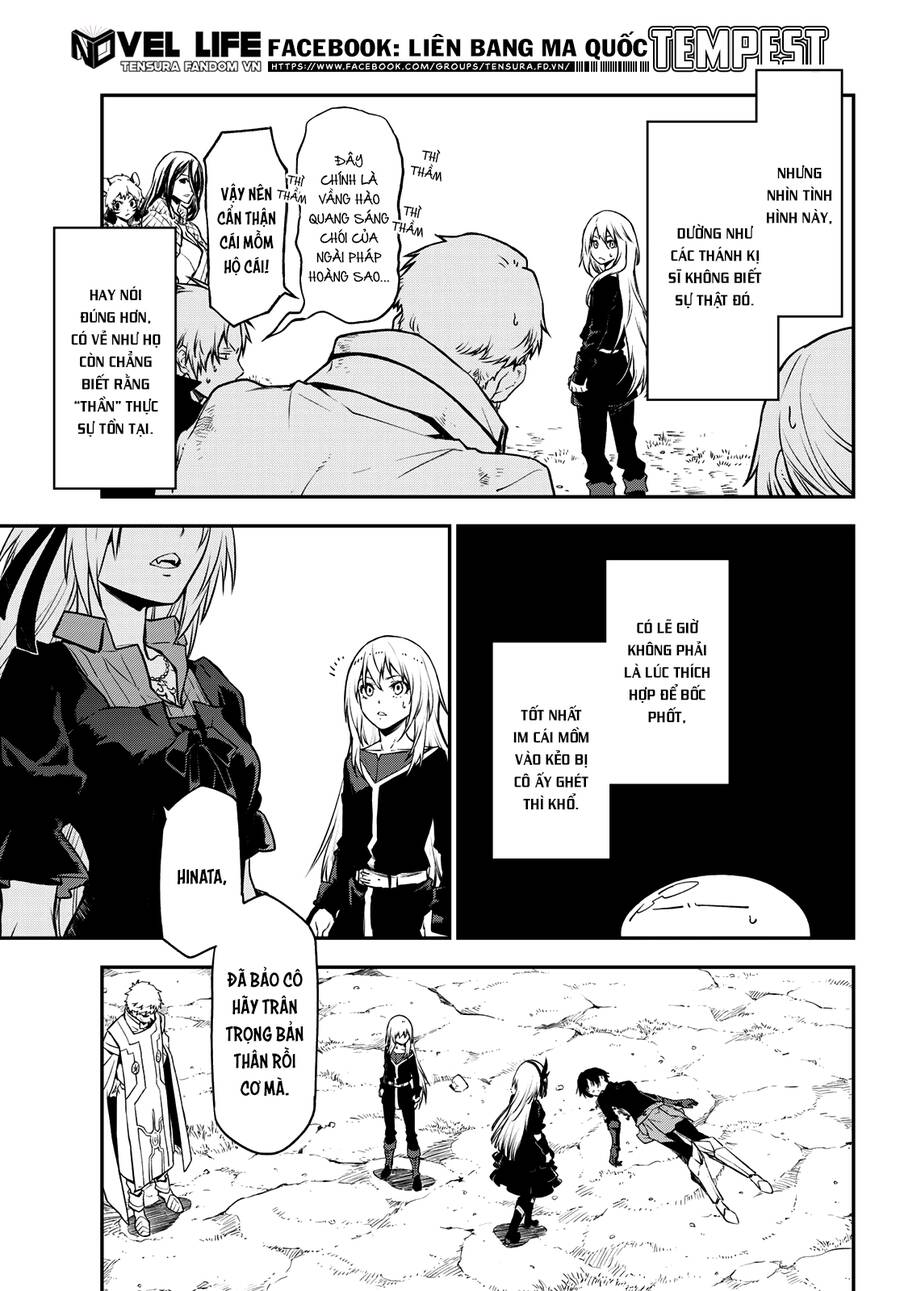 NOVEL LIFE
TENSURA FANDOM VN
FACEBOOK: LIÊN BANG MA QUỐC
HTTPS://WWW.FACEBOOK.COM/GROUPS/TENSURA.FD.VN/
TEMPEST
NHƯNG
NHÌN TÌNH
HÌNH NÀY,
DƯỜNG NHƯ
CÁC THÁNH KỊ
SĨ KHÔNG BIẾT
SỰ THẬT ĐÓ.
THÌ
THẦM
THÌ
THẦM
THÌ
THẦM
ĐÂY
CHÍNH LÀ
VẦNG HÀO
QUANG SÁNG
CHÓI CỦA
NGÀI PHÁP
HOÀNG SAO...
VẬY NÊN
CẨN THẬN
CÁI MỒM
HỘ CÁI!
HAY NÓI
ĐÚNG HƠN,
CÓ VẺ NHƯ HỌ
CÒN CHẲNG
BIẾT RẰNG
“THẦN” THỰC
SỰ TỒN TẠI.
CÓ LẼ GIỜ
KHÔNG PHẢI
LÀ LÚC THÍCH
HỢP ĐỂ BÓC
PHỐT,
TỐT NHẤT
IM CÁI MỒM
VÀO KẺO BỊ
CÔ ẤY GHÉT
THÌ KHỔ.
HINATA,
ĐÃ BẢO CÔ
HÃY TRÂN
TRỌNG BẢN
THÂN RỒI
CƠ MÀ.